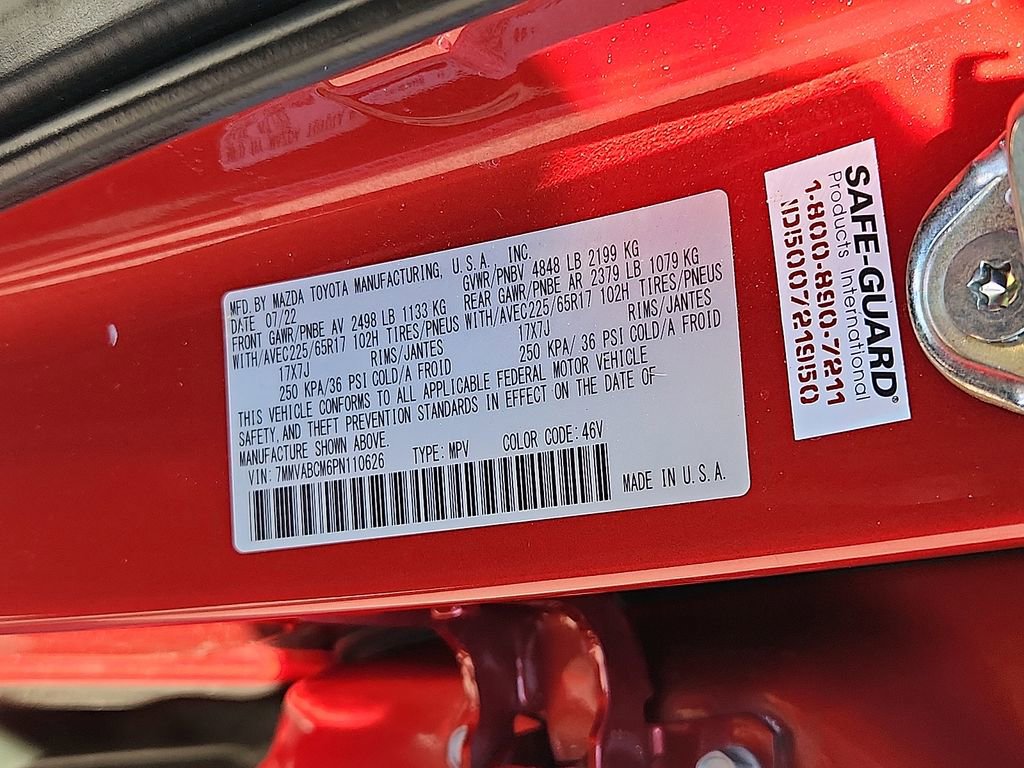 MFD.BY MAZDA TOYOTA MANUFACTURING, U.S.A. INC.
DATE 07/22 GVWR/PNBV 4848 LB 2199 KG
FRONT GAWR/PNBE AV 2498 LB 1133 KG REAR GAWR/PNBE AR 2379 LB 1079 KG
WITH/AVEC225/65R17 102H TIRES/PNEUS WITH/AVEC225/65R17 102H TIRES/PNEUS
RIMS/JANTES RIMS/JANTES
17X7J 17X7J
250 KPA/36 PSI COLD/A FROID 250 KPA/ 36 PSI COLD/A FROID
THIS VEHICLE CONFORMS TO ALL APPLICABLE FEDERAL MOTOR VEHICLE
SAFETY, AND THEFT PREVENTION STANDARDS IN EFFECT ON THE DATE OF
MANUFACTURE SHOWN ABOVE.
VIN: 7MMVABCM6PN110626 TYPE: MPV COLOR CODE: 46V
MADE IN U.S.A.
SAFE-GUARD®
Products International
1-800-890-7211
ND15007219150